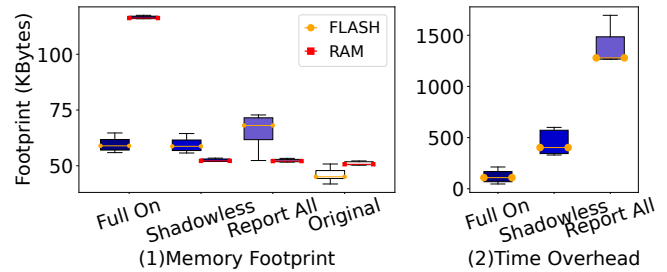 Footprint (KBytes)
100
75
50
FLASH
RAM
Full On
Shadowless
Report All
Original
(1)Memory Footprint
1500
1000
500
0
Full On
Shadowless
Report All
(2)Time Overhead